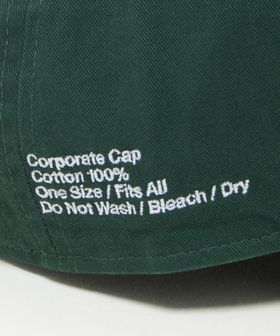 Corporate Cap
Cotton 100%
One Size / Fits All
Do Not Wash / Bleach / Dry